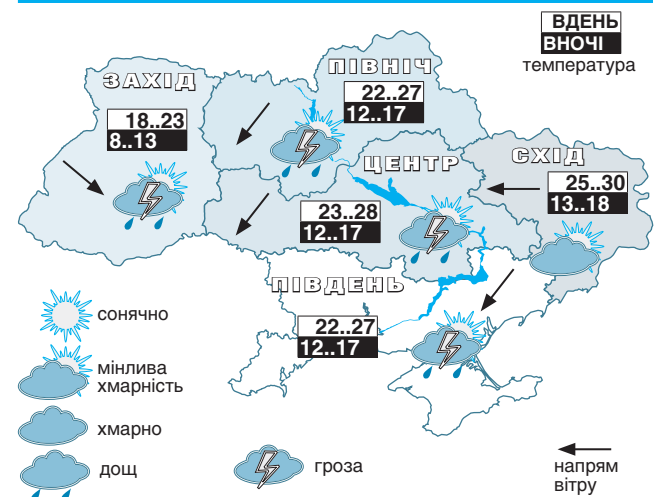 ВДЕНЬ
ВНОЧІ
температура
ЗАХІД
18..23
8..13
ПІВНІЧ
22..27
12..17
ЦЕНТР
23..28
12..17
СХІД
25..30
13..18
ПІВДЕНЬ
22..27
12..17
сонячно
мінлива
хмарність
хмарно
дощ
гроза
напрям
вітру